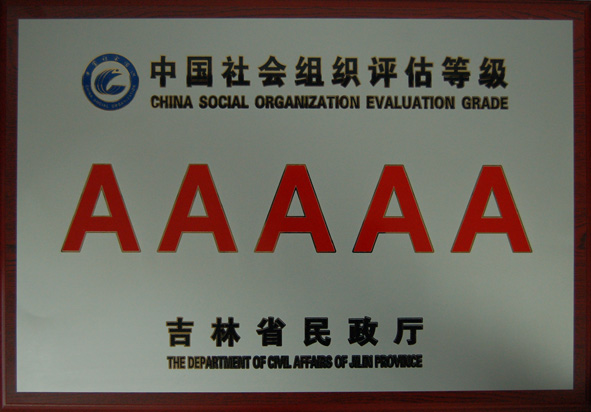 中国社会组织评估等级
CHINA SOCIAL ORGANIZATION EVALUATION GRADE
AAAAA
吉林省民政厅
THE DEPARTMENT OF CIVIL AFFAIRS OF JILIN PROVINCE